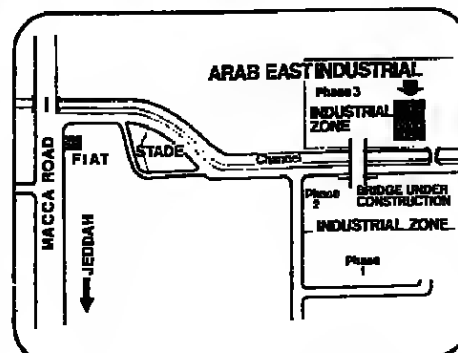 ARAB EAST INDUSTRIAL
Phase 3
INDUSTRIAL
ZONE
MACCA ROAD
FIAT
STADE
Channel
BRIDGE UNDER
CONSTRUCTION
Phase
2
INDUSTRIAL ZONE
JEDDAH
Phase
1